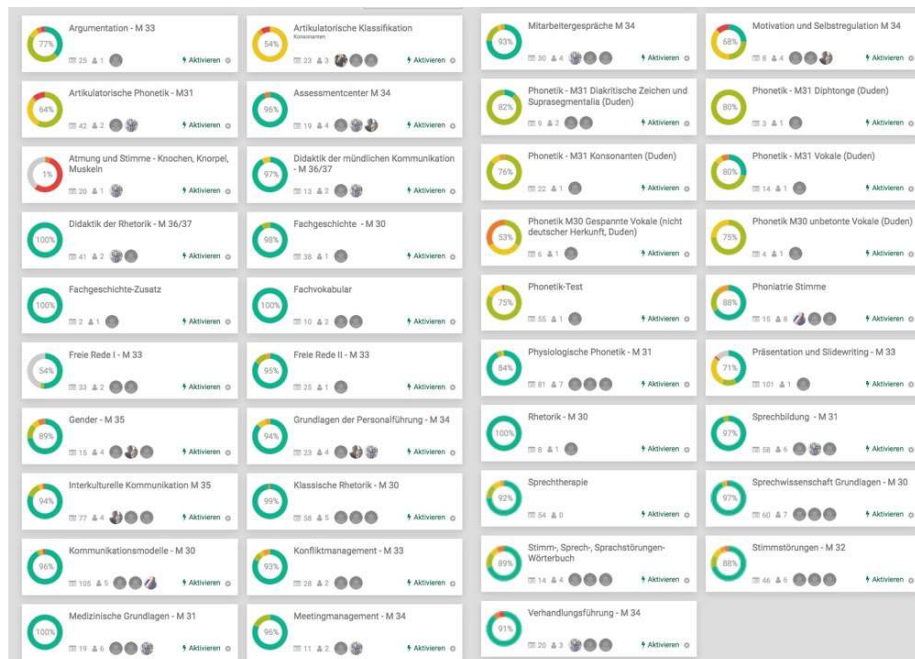 Argumentation - M 33
77%
25 1
Aktivieren
Artikulatorische Klassifikation
Konsonanten
54%
23 3
Aktivieren
Artikulatorische Phonetik - M31
64%
42 2
Aktivieren
Assessmentcenter M 34
96%
19 4
Aktivieren
Atmung und Stimme - Knochen, Knorpel,
Muskeln
1%
20 1
Aktivieren
Didaktik der mündlichen Kommunikation
- M 36/37
97%
13 2
Aktivieren
Didaktik der Rhetorik - M 36/37
100%
41 2
Aktivieren
Fachgeschichte - M 30
98%
38 1
Aktivieren
Fachgeschichte-Zusatz
100%
2 1
Aktivieren
Fachvokabular
100%
10 2
Aktivieren
Freie Rede I - M 33
54%
33 2
Aktivieren
Freie Rede II - M 33
95%
25 1
Aktivieren
Gender - M 35
89%
15 4
Aktivieren
Grundlagen der Personalführung - M 34
94%
23 4
Aktivieren
Interkulturelle Kommunikation M 35
94%
77 4
Aktivieren
Klassische Rhetorik - M 30
99%
58 5
Aktivieren
Kommunikationsmodelle - M 30
96%
105 5
Aktivieren
Konfliktmanagement - M 33
93%
28 2
Aktivieren
Medizinische Grundlagen - M 31
100%
19 6
Aktivieren
Meetingmanagement - M 34
96%
11 2
Aktivieren
Mitarbeitergespräche M 34
93%
30 4
Aktivieren
Motivation und Selbstregulation M 34
68%
6 4
Aktivieren
Phonetik - M31 Diakritische Zeichen und
Suprasegmentalia (Duden)
82%
9 2
Aktivieren
Phonetik - M31 Diphtonge (Duden)
80%
3 1
Aktivieren
Phonetik - M31 Konsonanten (Duden)
76%
22 1
Aktivieren
Phonetik - M31 Vokale (Duden)
80%
14 1
Aktivieren
Phonetik M30 Gespannte Vokale (nicht
deutscher Herkunft, Duden)
53%
6 1
Aktivieren
Phonetik M30 unbetonte Vokale (Duden)
75%
4 1
Aktivieren
Phonetik-Test
75%
55 1
Aktivieren
Phoniatrie Stimme
88%
15 8
Aktivieren
Physiologische Phonetik - M 31
84%
81 7
Aktivieren
Präsentation und Slidewriting - M 33
71%
101 1
Aktivieren
Rhetorik - M 30
100%
8 1
Aktivieren
Sprechbildung - M 31
97%
58 6
Aktivieren
Sprechtherapie
92%
54 0
Aktivieren
Sprechwissenschaft Grundlagen - M 30
97%
60 7
Aktivieren
Stimm-, Sprech-, Sprachstörungen-
Wörterbuch
89%
14 4
Aktivieren
Stimmstörungen - M 32
88%
46 6
Aktivieren
Verhandlungsführung - M 34
91%
20 3
Aktivieren